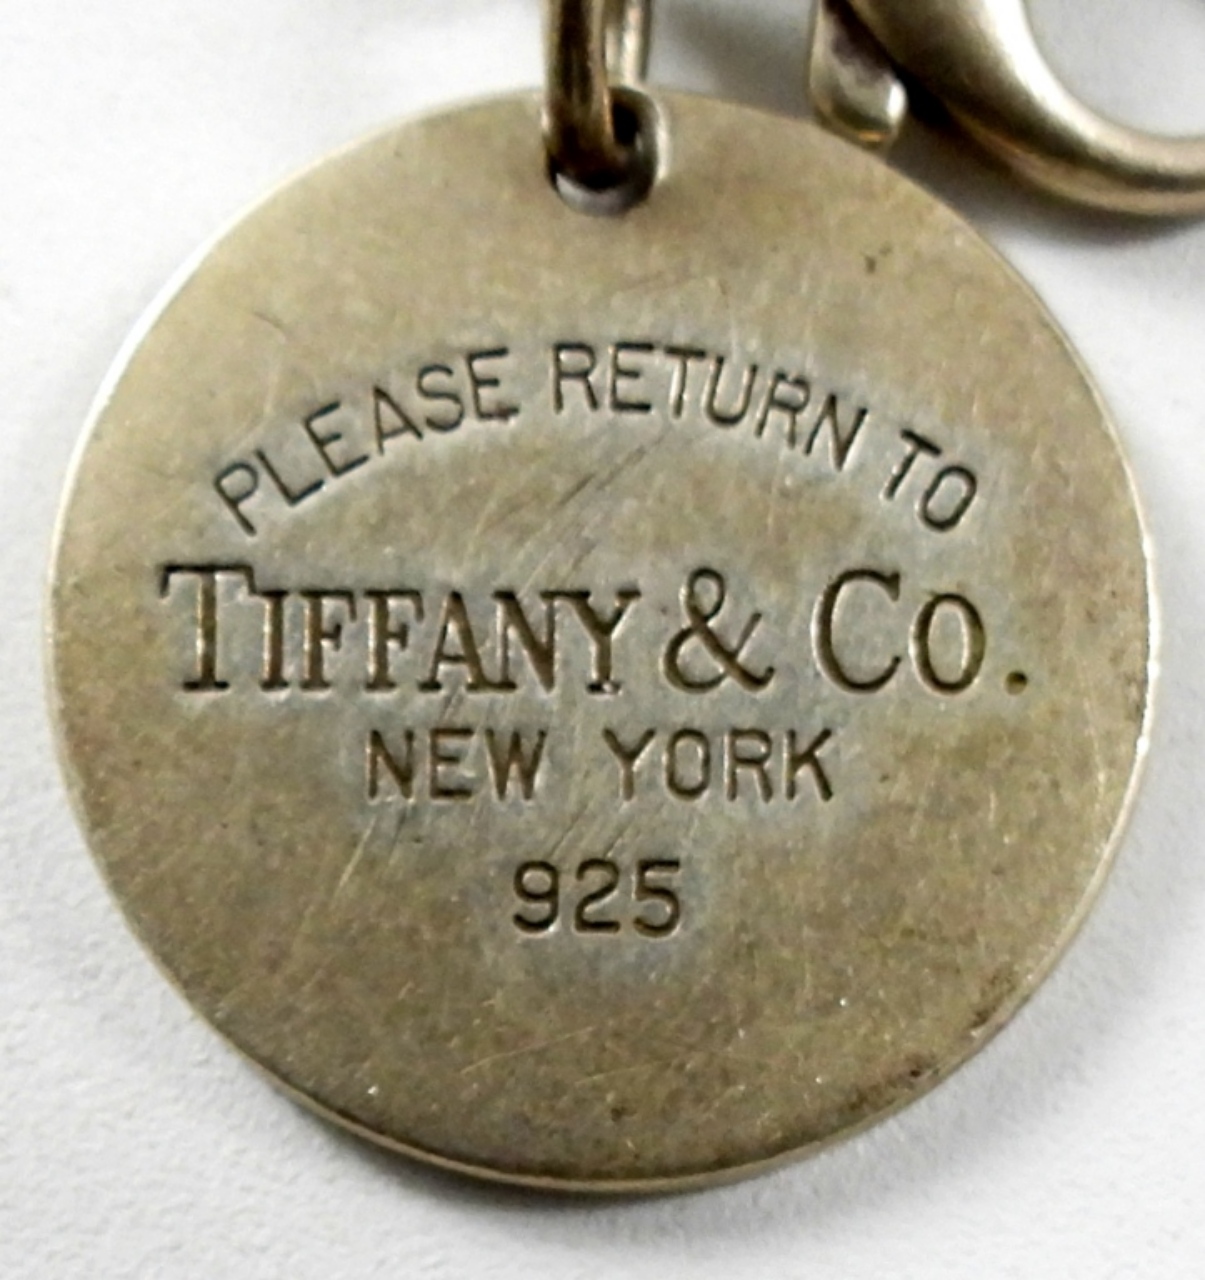 PLEASE RETURN TO
TIFFANY & CO.
NEW YORK
925